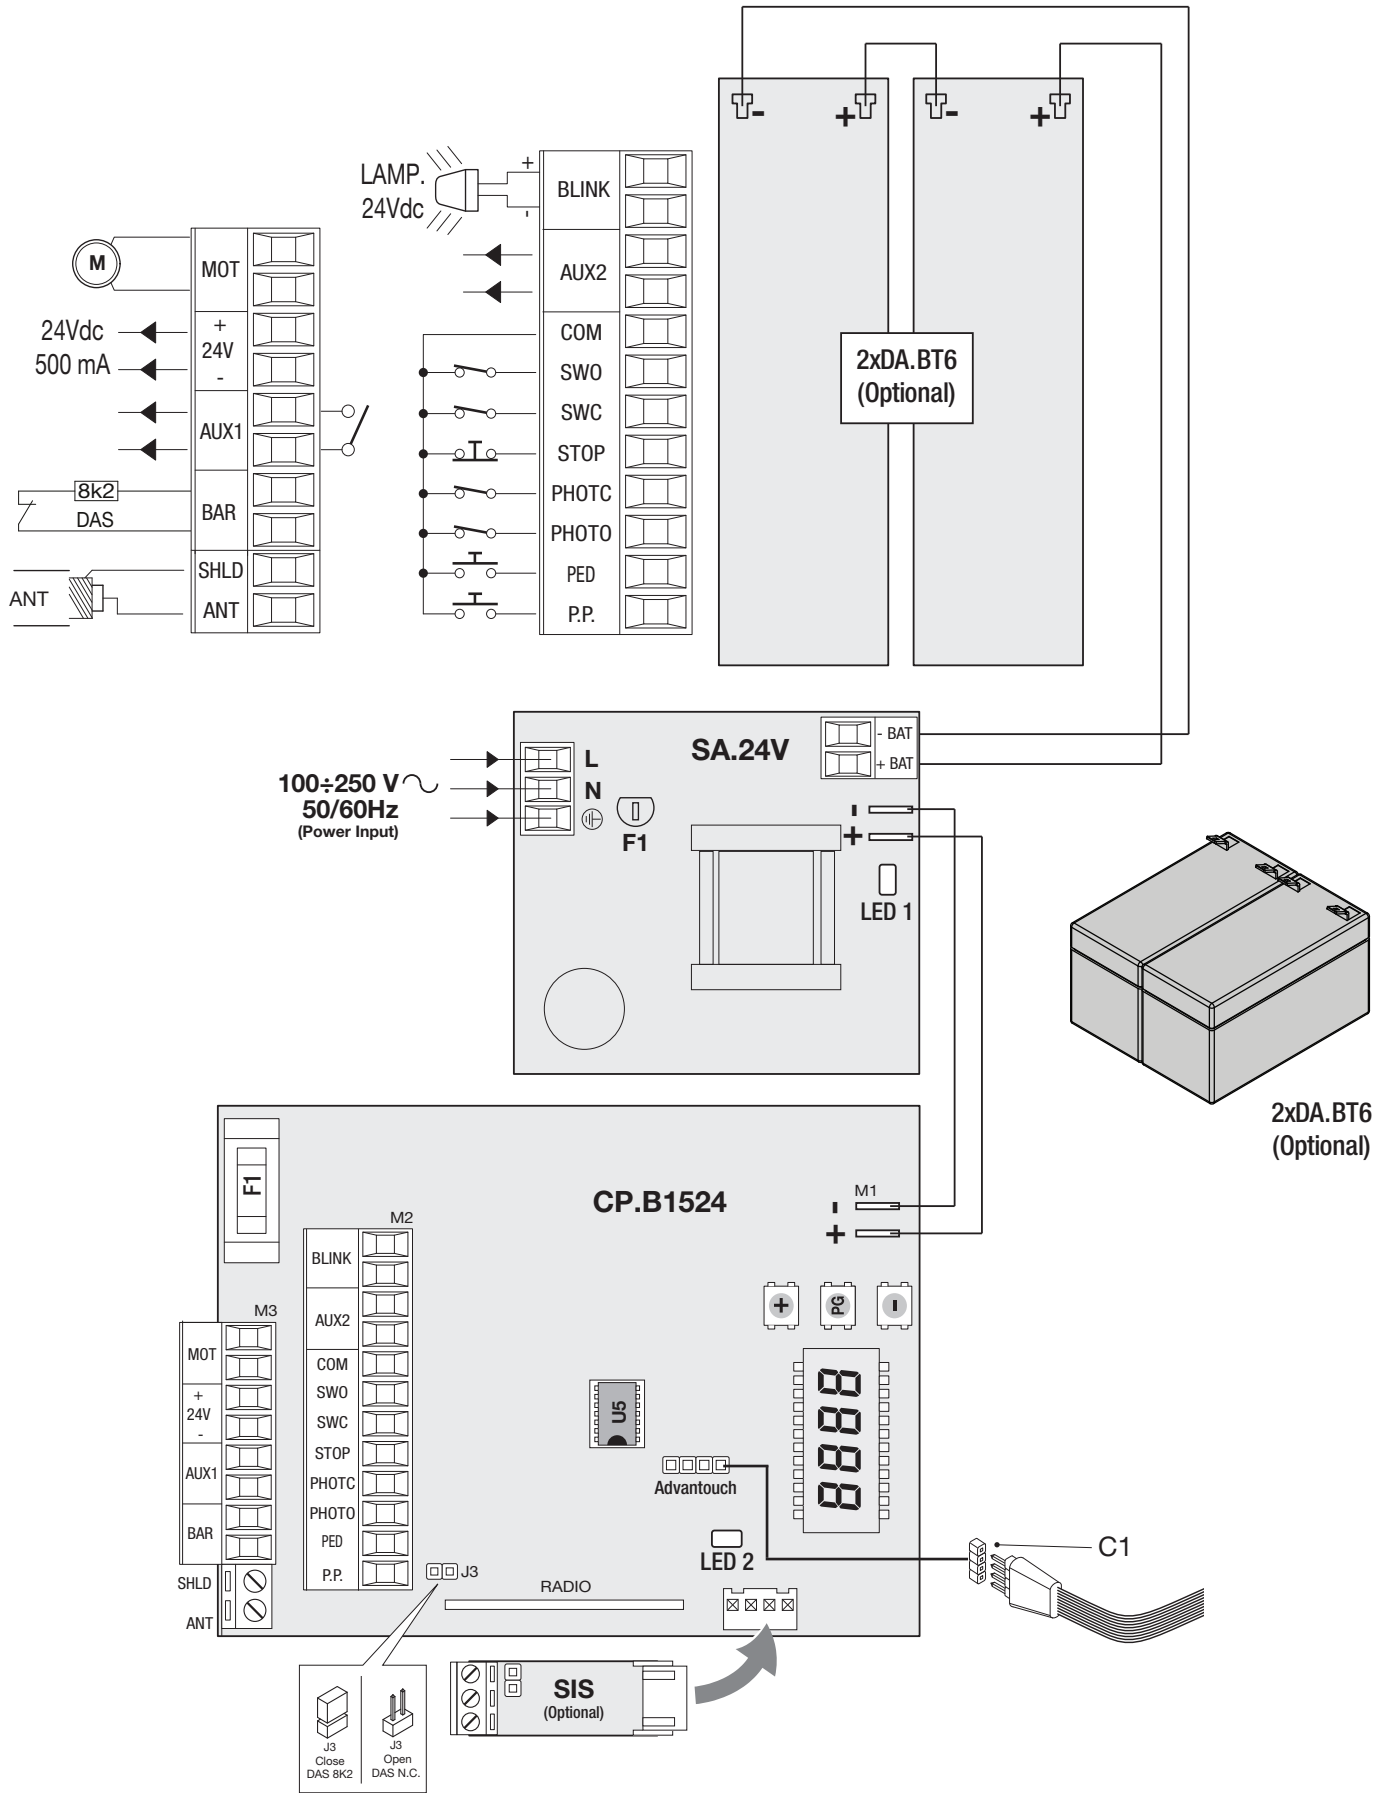 -
+
-
+
LAMP.
24Vdc
+
-
BLINK
AUX2
COM
SWO
SWC
STOP
PHOTC
PHOTO
PED
P.P.
M
MOT
24Vdc
500 mA
+
24V
-
AUX1
8k2
DAS
BAR
SHLD
ANT
ANT
2xDA.BT6
(Optional)
SA.24V
- BAT
+ BAT
100÷250 V
50/60Hz
(Power Input)
L
N
F1
-
+
LED 1
2xDA.BT6
(Optional)
F1
CP.B1524
M1
-
+
M2
BLINK
AUX2
COM
SWO
SWC
STOP
PHOTC
PHOTO
PED
P.P.
M3
MOT
+
24V
-
AUX1
BAR
SHLD
ANT
+
PG
-
8888
U5
Advantouch
LED 2
C1
J3
RADIO
J3
Close
DAS 8K2
J3
Open
DAS N.C.
SIS
(Optional)